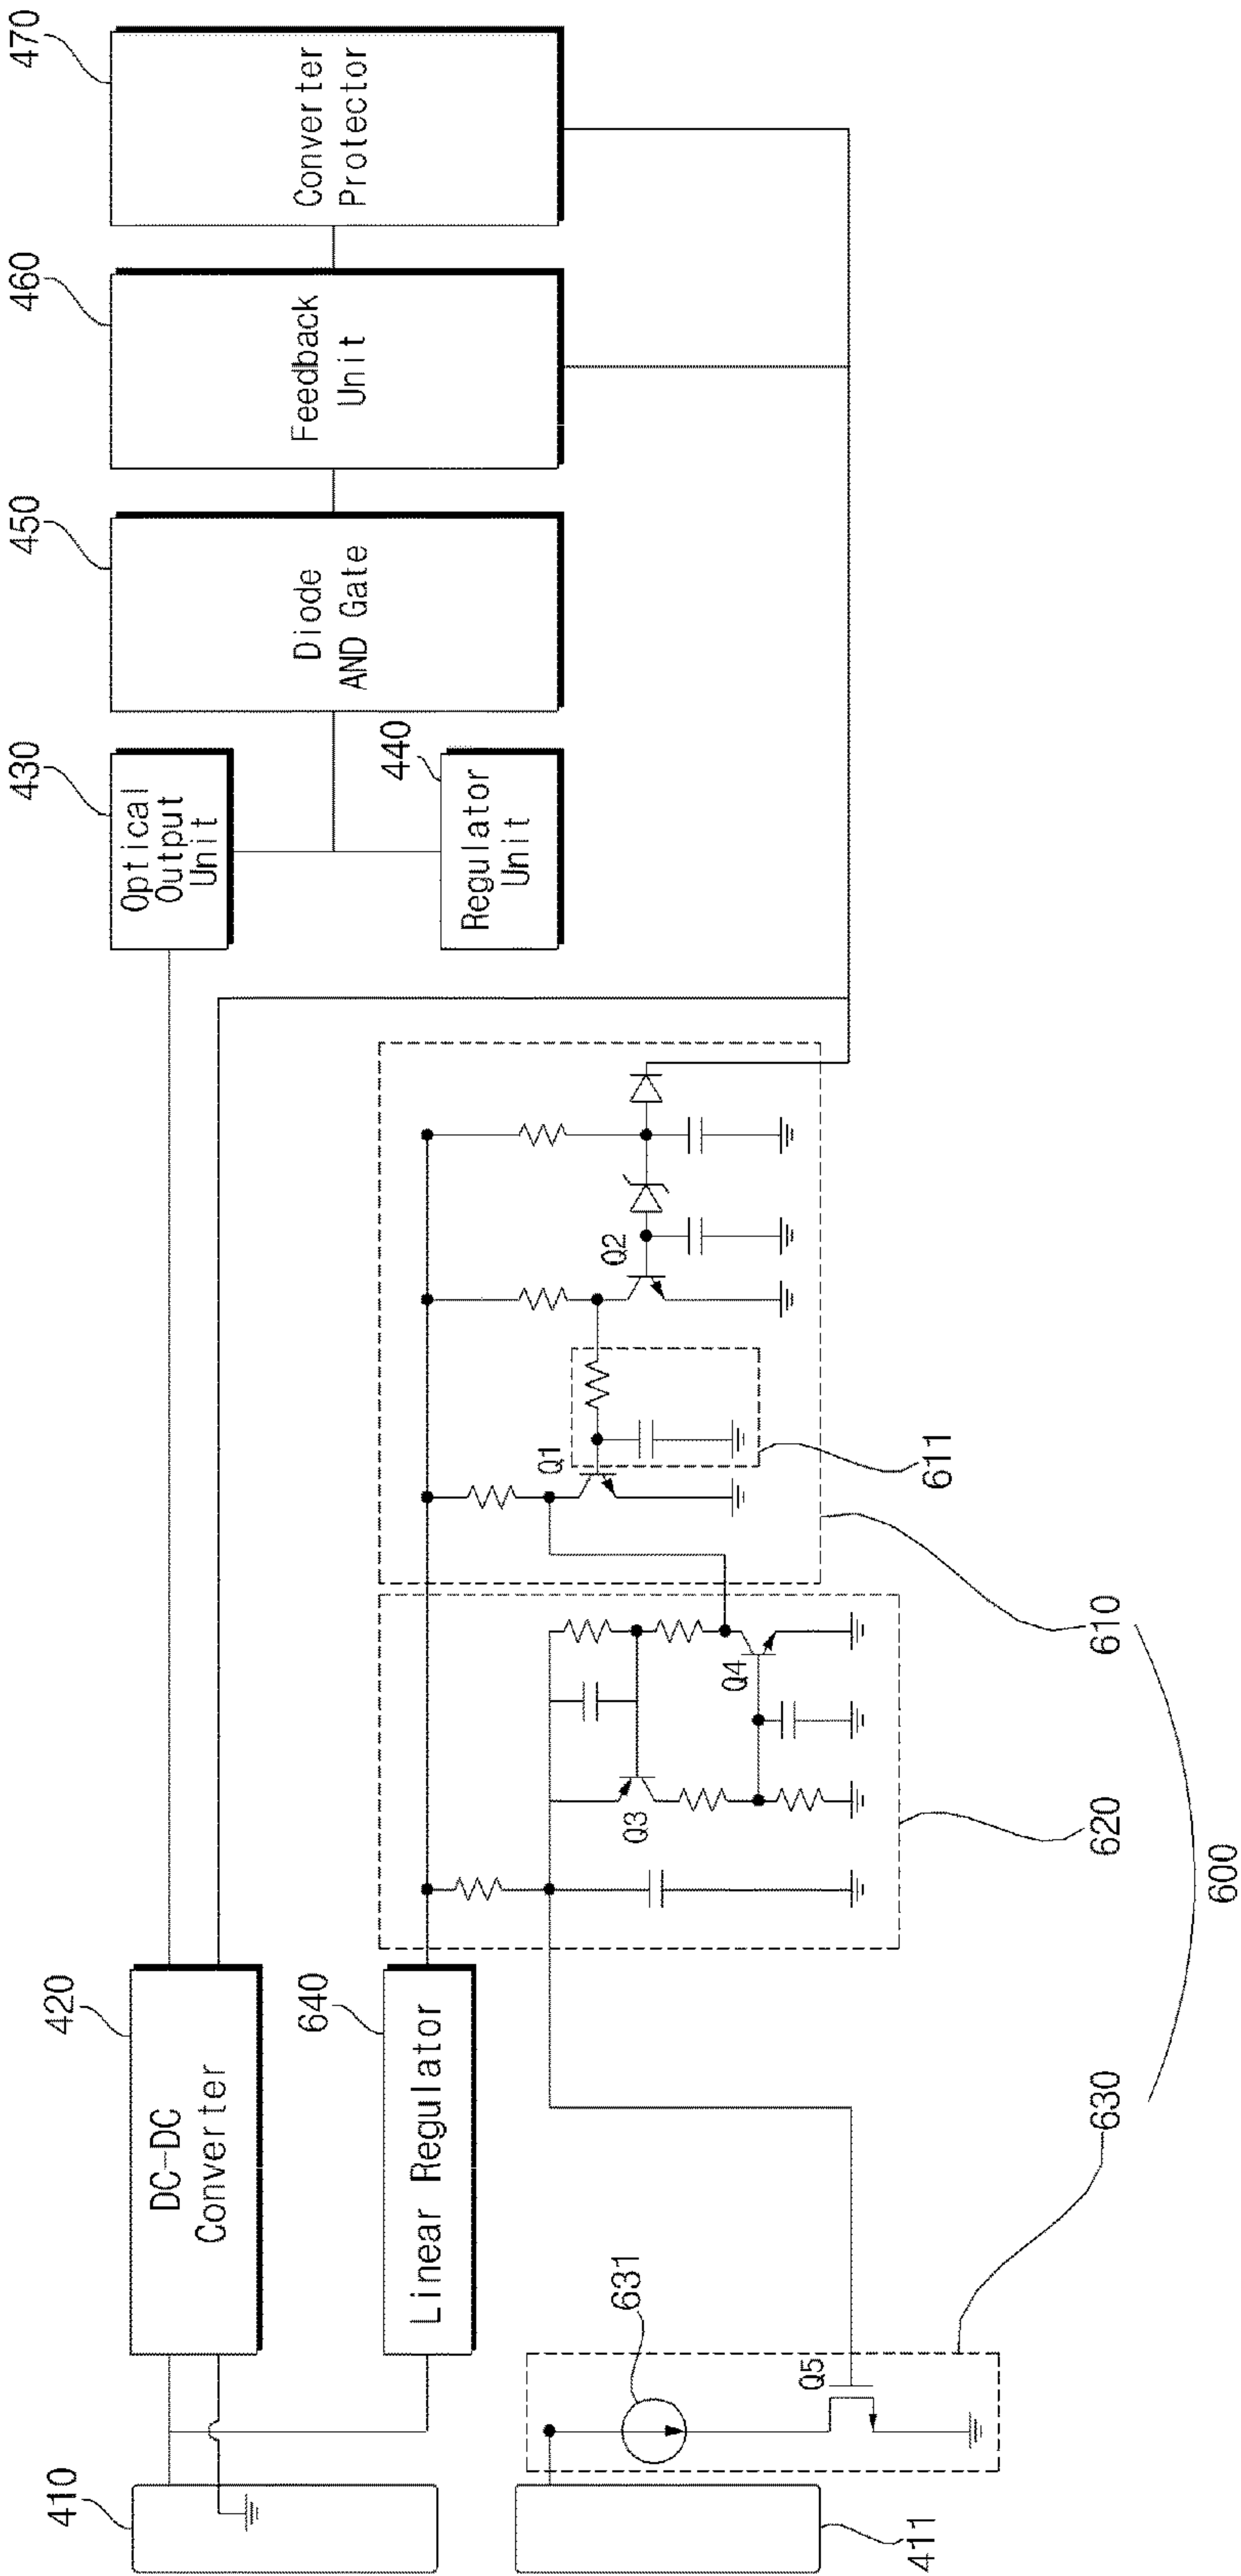 410
DC-DC
Converter
420
Optical
Output
Unit
430
Diode
AND Gate
450
Feedback
Unit
460
Converter
Protector
470
Regulator
Unit
440
Linear Regulator
640
411
631
Q5
630
Q3
Q4
620
Q1
Q2
611
610
600